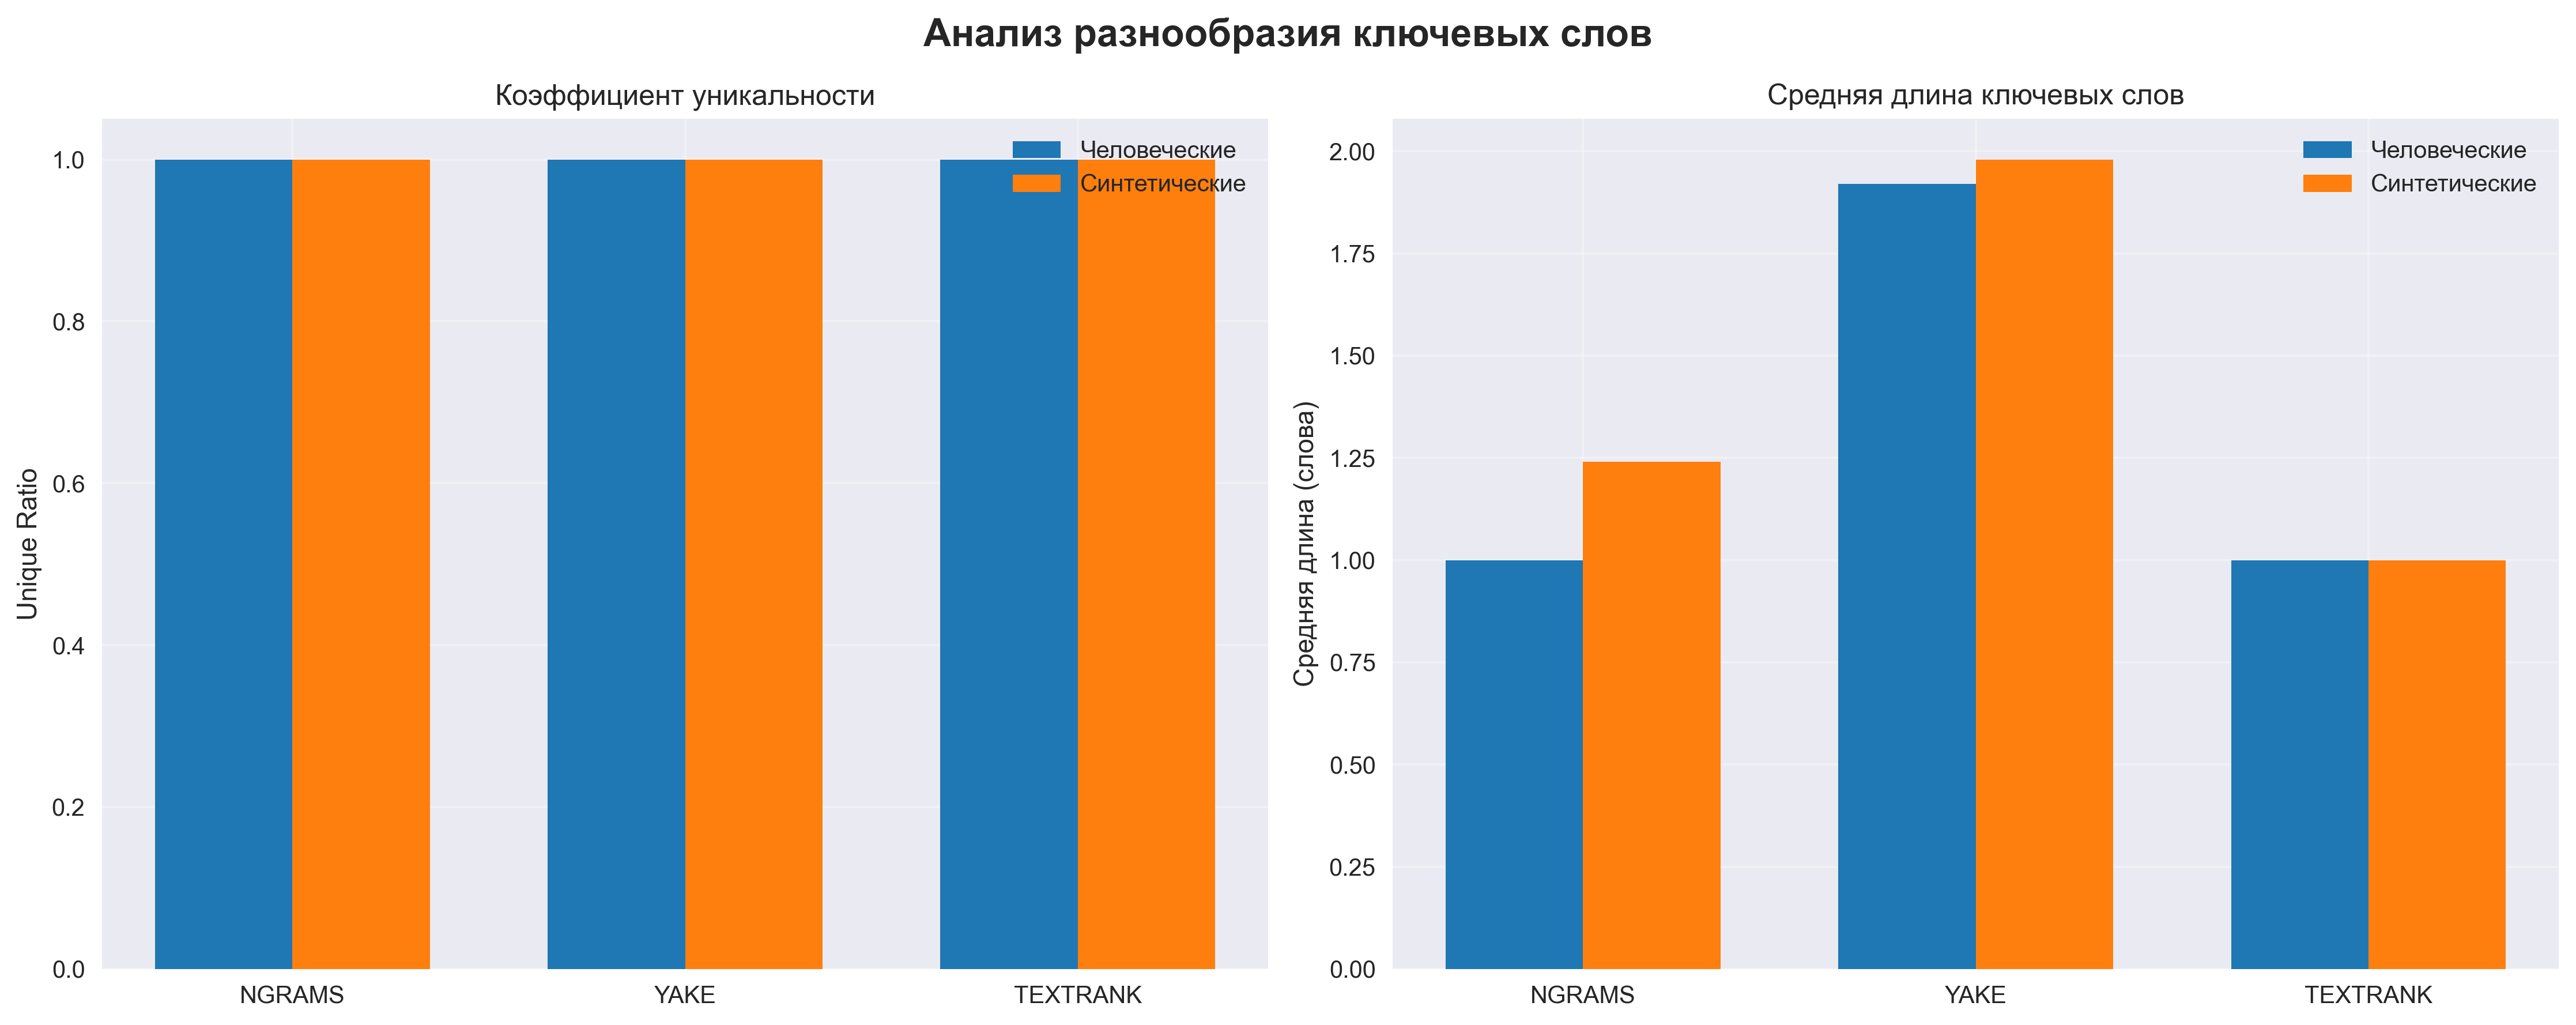 Анализ разнообразия ключевых слов
Коэффициент уникальности
Unique Ratio
1.0
0.8
0.6
0.4
0.2
0.0
NGRAMS
YAKE
TEXTRANK
Человеческие
Синтетические
Средняя длина ключевых слов
Средняя длина (слова)
2.00
1.75
1.50
1.25
1.00
0.75
0.50
0.25
0.00
NGRAMS
YAKE
TEXTRANK
Человеческие
Синтетические